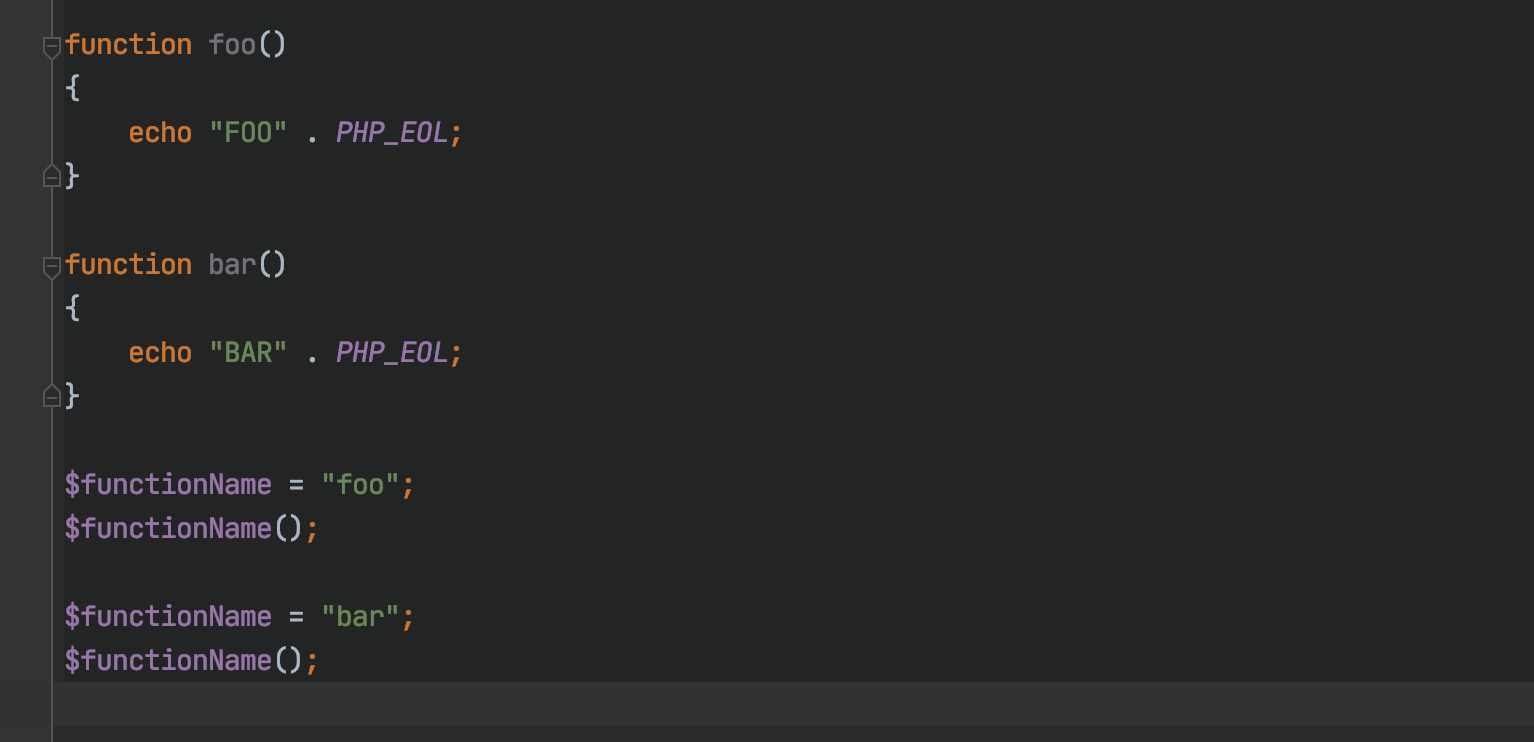 function foo()
{
    echo "FOO" . PHP_EOL;
}
function bar()
{
    echo "BAR" . PHP_EOL;
}
$functionName = "foo";
$functionName();
$functionName = "bar";
$functionName();